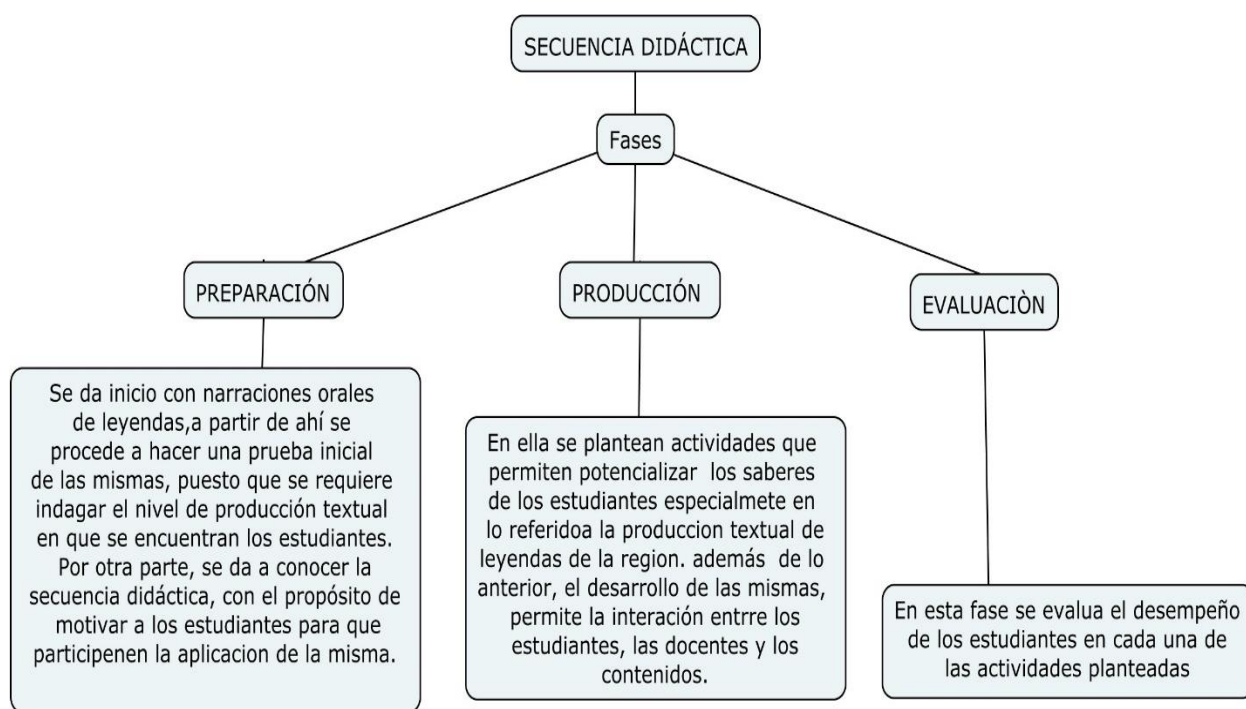 SECUENCIA DIDÁCTICA
Fases
PREPARACIÓN
PRODUCCIÓN
EVALUACIÒN
Se da inicio con narraciones orales
de leyendas,a partir de ahí se
procede a hacer una prueba inicial
de las mismas, puesto que se requiere
indagar el nivel de producción textual
en que se encuentran los estudiantes.
Por otra parte, se da a conocer la
secuencia didáctica, con el propósito de
motivar a los estudiantes para que
participenen la aplicacion de la misma.
En ella se plantean actividades que
permiten potencializar los saberes
de los estudiantes especialmete en
lo referidoa la produccion textual de
leyendas de la region. además de lo
anterior, el desarrollo de las mismas,
permite la interación entrre los
estudiantes, las docentes y los
contenidos.
En esta fase se evalua el desempeño
de los estudiantes en cada una de
las actividades planteadas